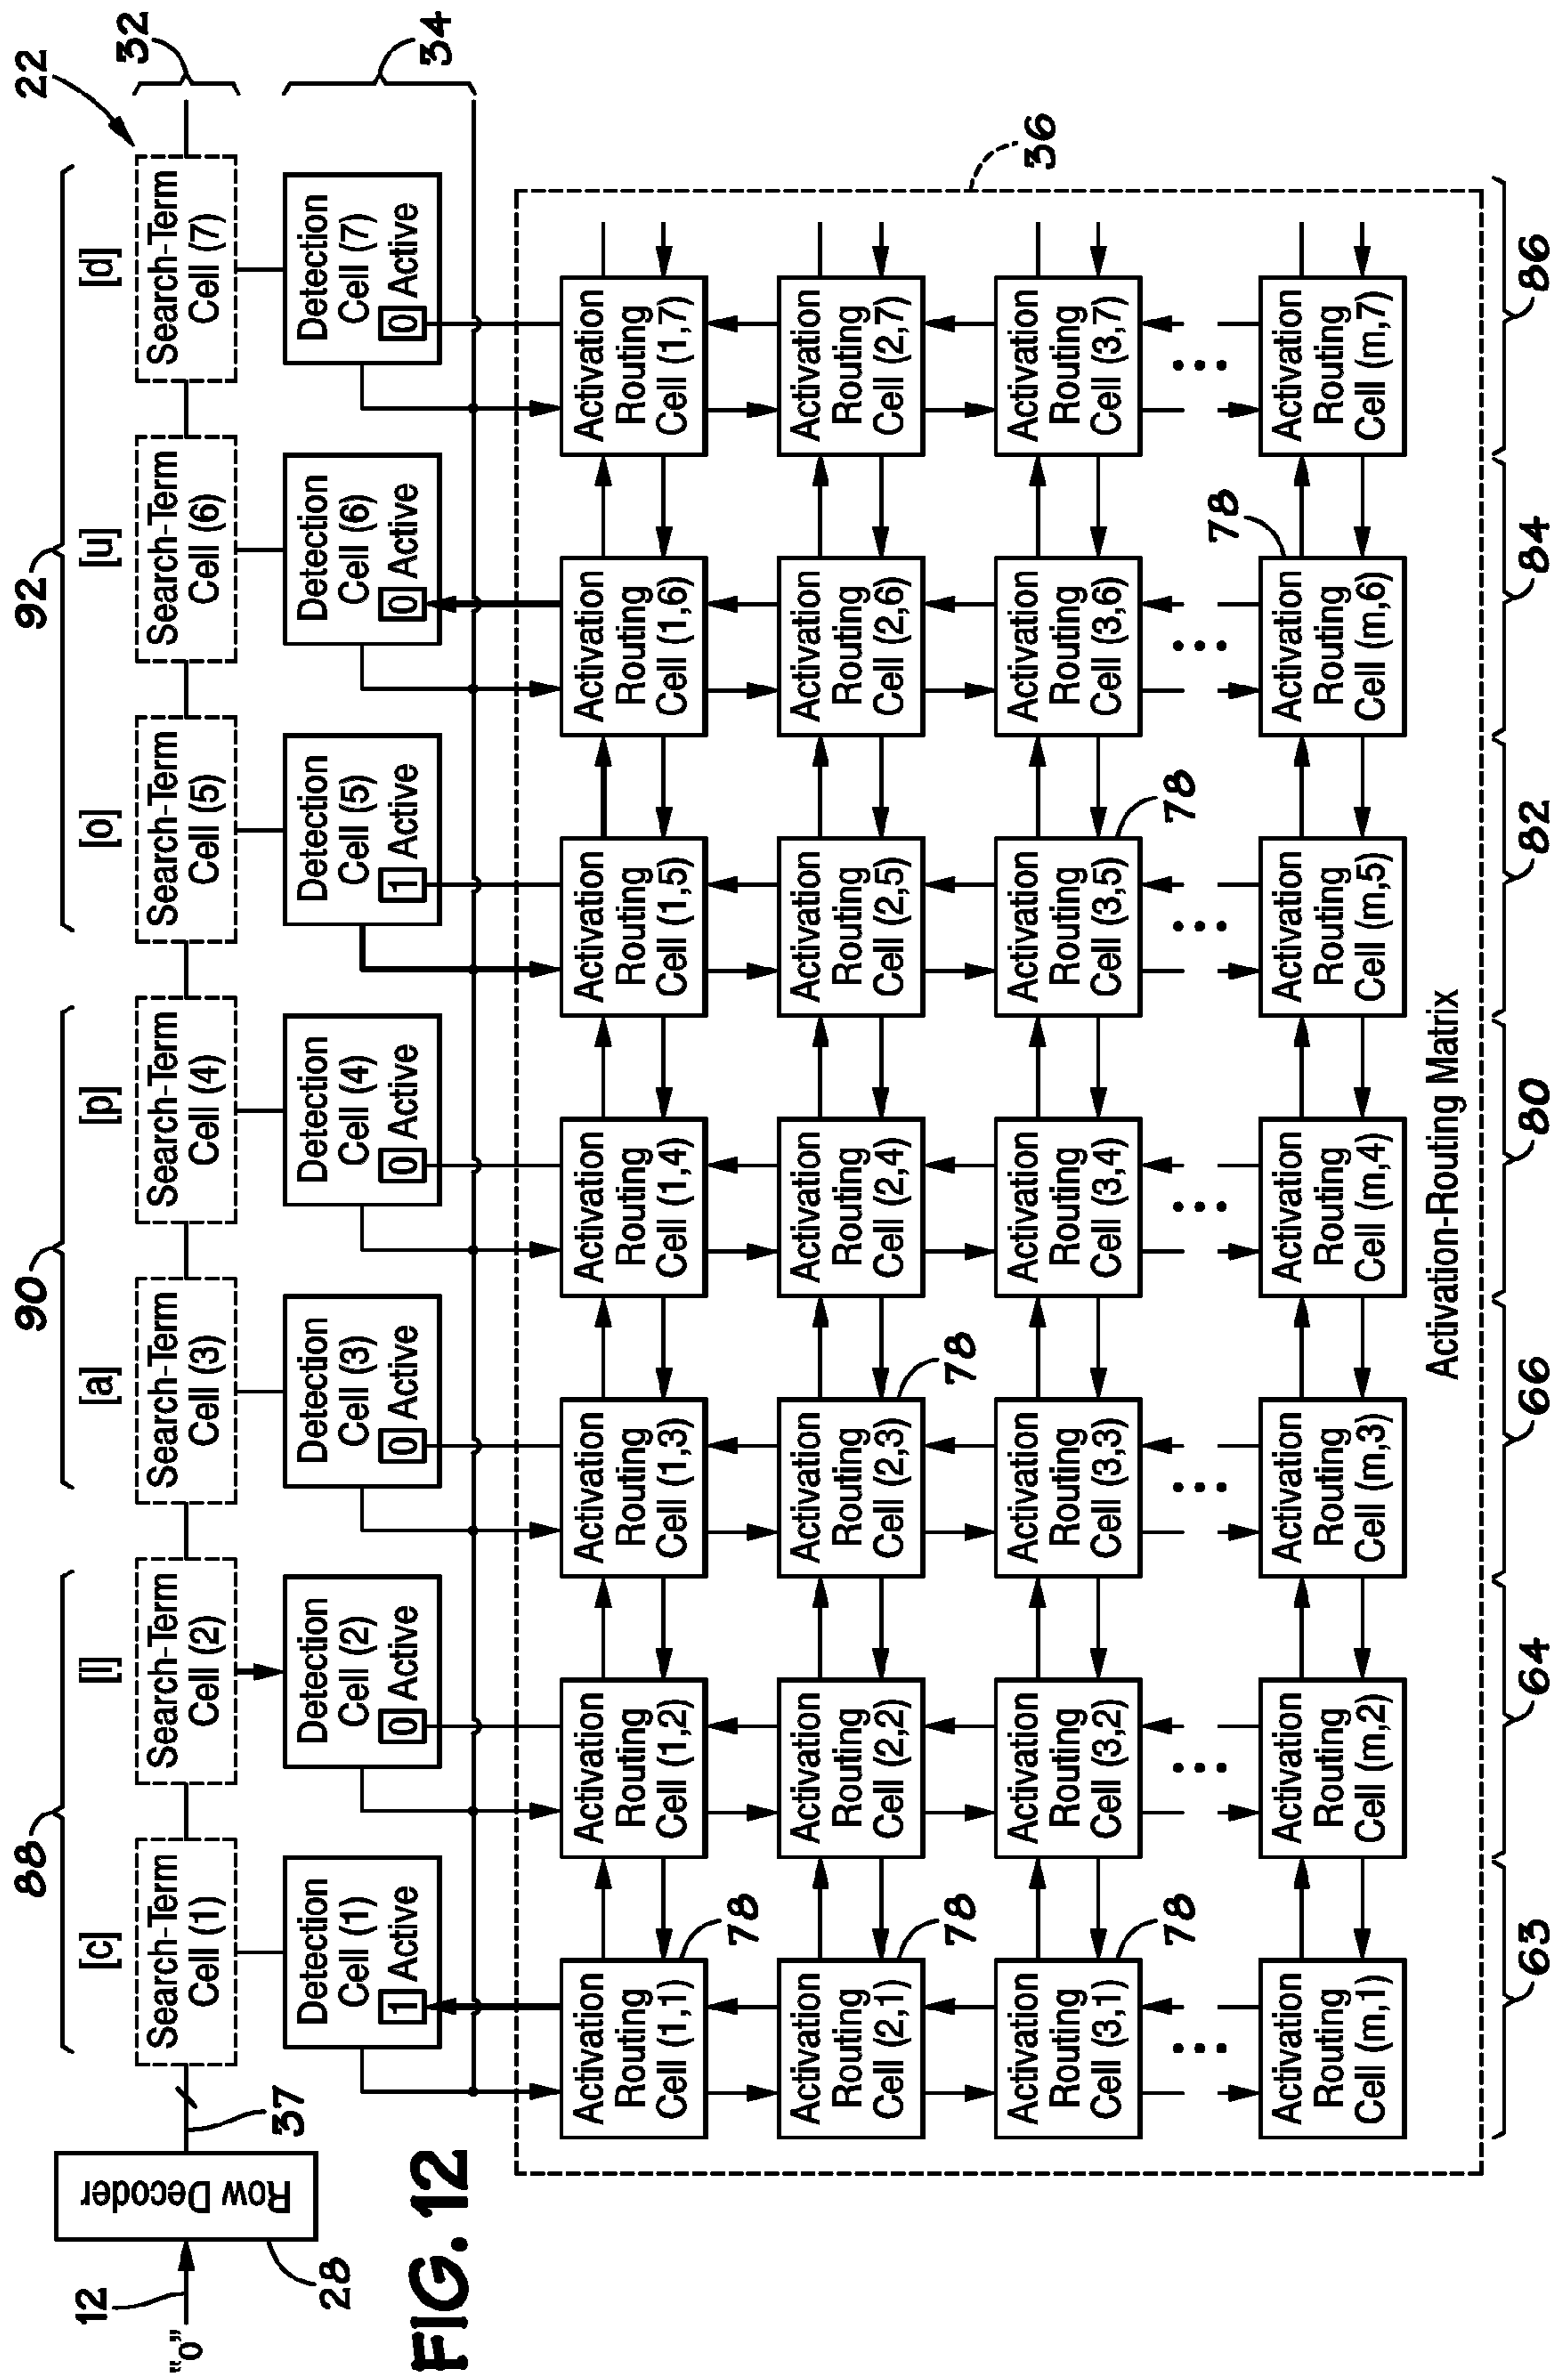 88
90
92
22
[c]
[l]
[a]
[p]
[o]
[u]
[d]
12
"o"
Row Decoder
28
37
Search-Term
Cell (1)
Search-Term
Cell (2)
Search-Term
Cell (3)
Search-Term
Cell (4)
Search-Term
Cell (5)
Search-Term
Cell (6)
Search-Term
Cell (7)
32
Detection
Cell (1)
1 Active
Detection
Cell (2)
0 Active
Detection
Cell (3)
0 Active
Detection
Cell (4)
0 Active
Detection
Cell (5)
1 Active
Detection
Cell (6)
0 Active
Detection
Cell (7)
0 Active
34
FIG. 12
36
Activation
Routing
Cell (1,1)
78
Activation
Routing
Cell (1,2)
Activation
Routing
Cell (1,3)
Activation
Routing
Cell (1,4)
Activation
Routing
Cell (1,5)
Activation
Routing
Cell (1,6)
Activation
Routing
Cell (1,7)
Activation
Routing
Cell (2,1)
78
Activation
Routing
Cell (2,2)
Activation
Routing
Cell (2,3)
78
Activation
Routing
Cell (2,4)
Activation
Routing
Cell (2,5)
Activation
Routing
Cell (2,6)
Activation
Routing
Cell (2,7)
Activation
Routing
Cell (3,1)
78
Activation
Routing
Cell (3,2)
Activation
Routing
Cell (3,3)
Activation
Routing
Cell (3,4)
Activation
Routing
Cell (3,5)
78
Activation
Routing
Cell (3,6)
Activation
Routing
Cell (3,7)
Activation
Routing
Cell (m,1)
Activation
Routing
Cell (m,2)
Activation
Routing
Cell (m,3)
Activation
Routing
Cell (m,4)
Activation
Routing
Cell (m,5)
Activation
Routing
Cell (m,6)
78
Activation
Routing
Cell (m,7)
Activation-Routing Matrix
63
64
66
80
82
84
86